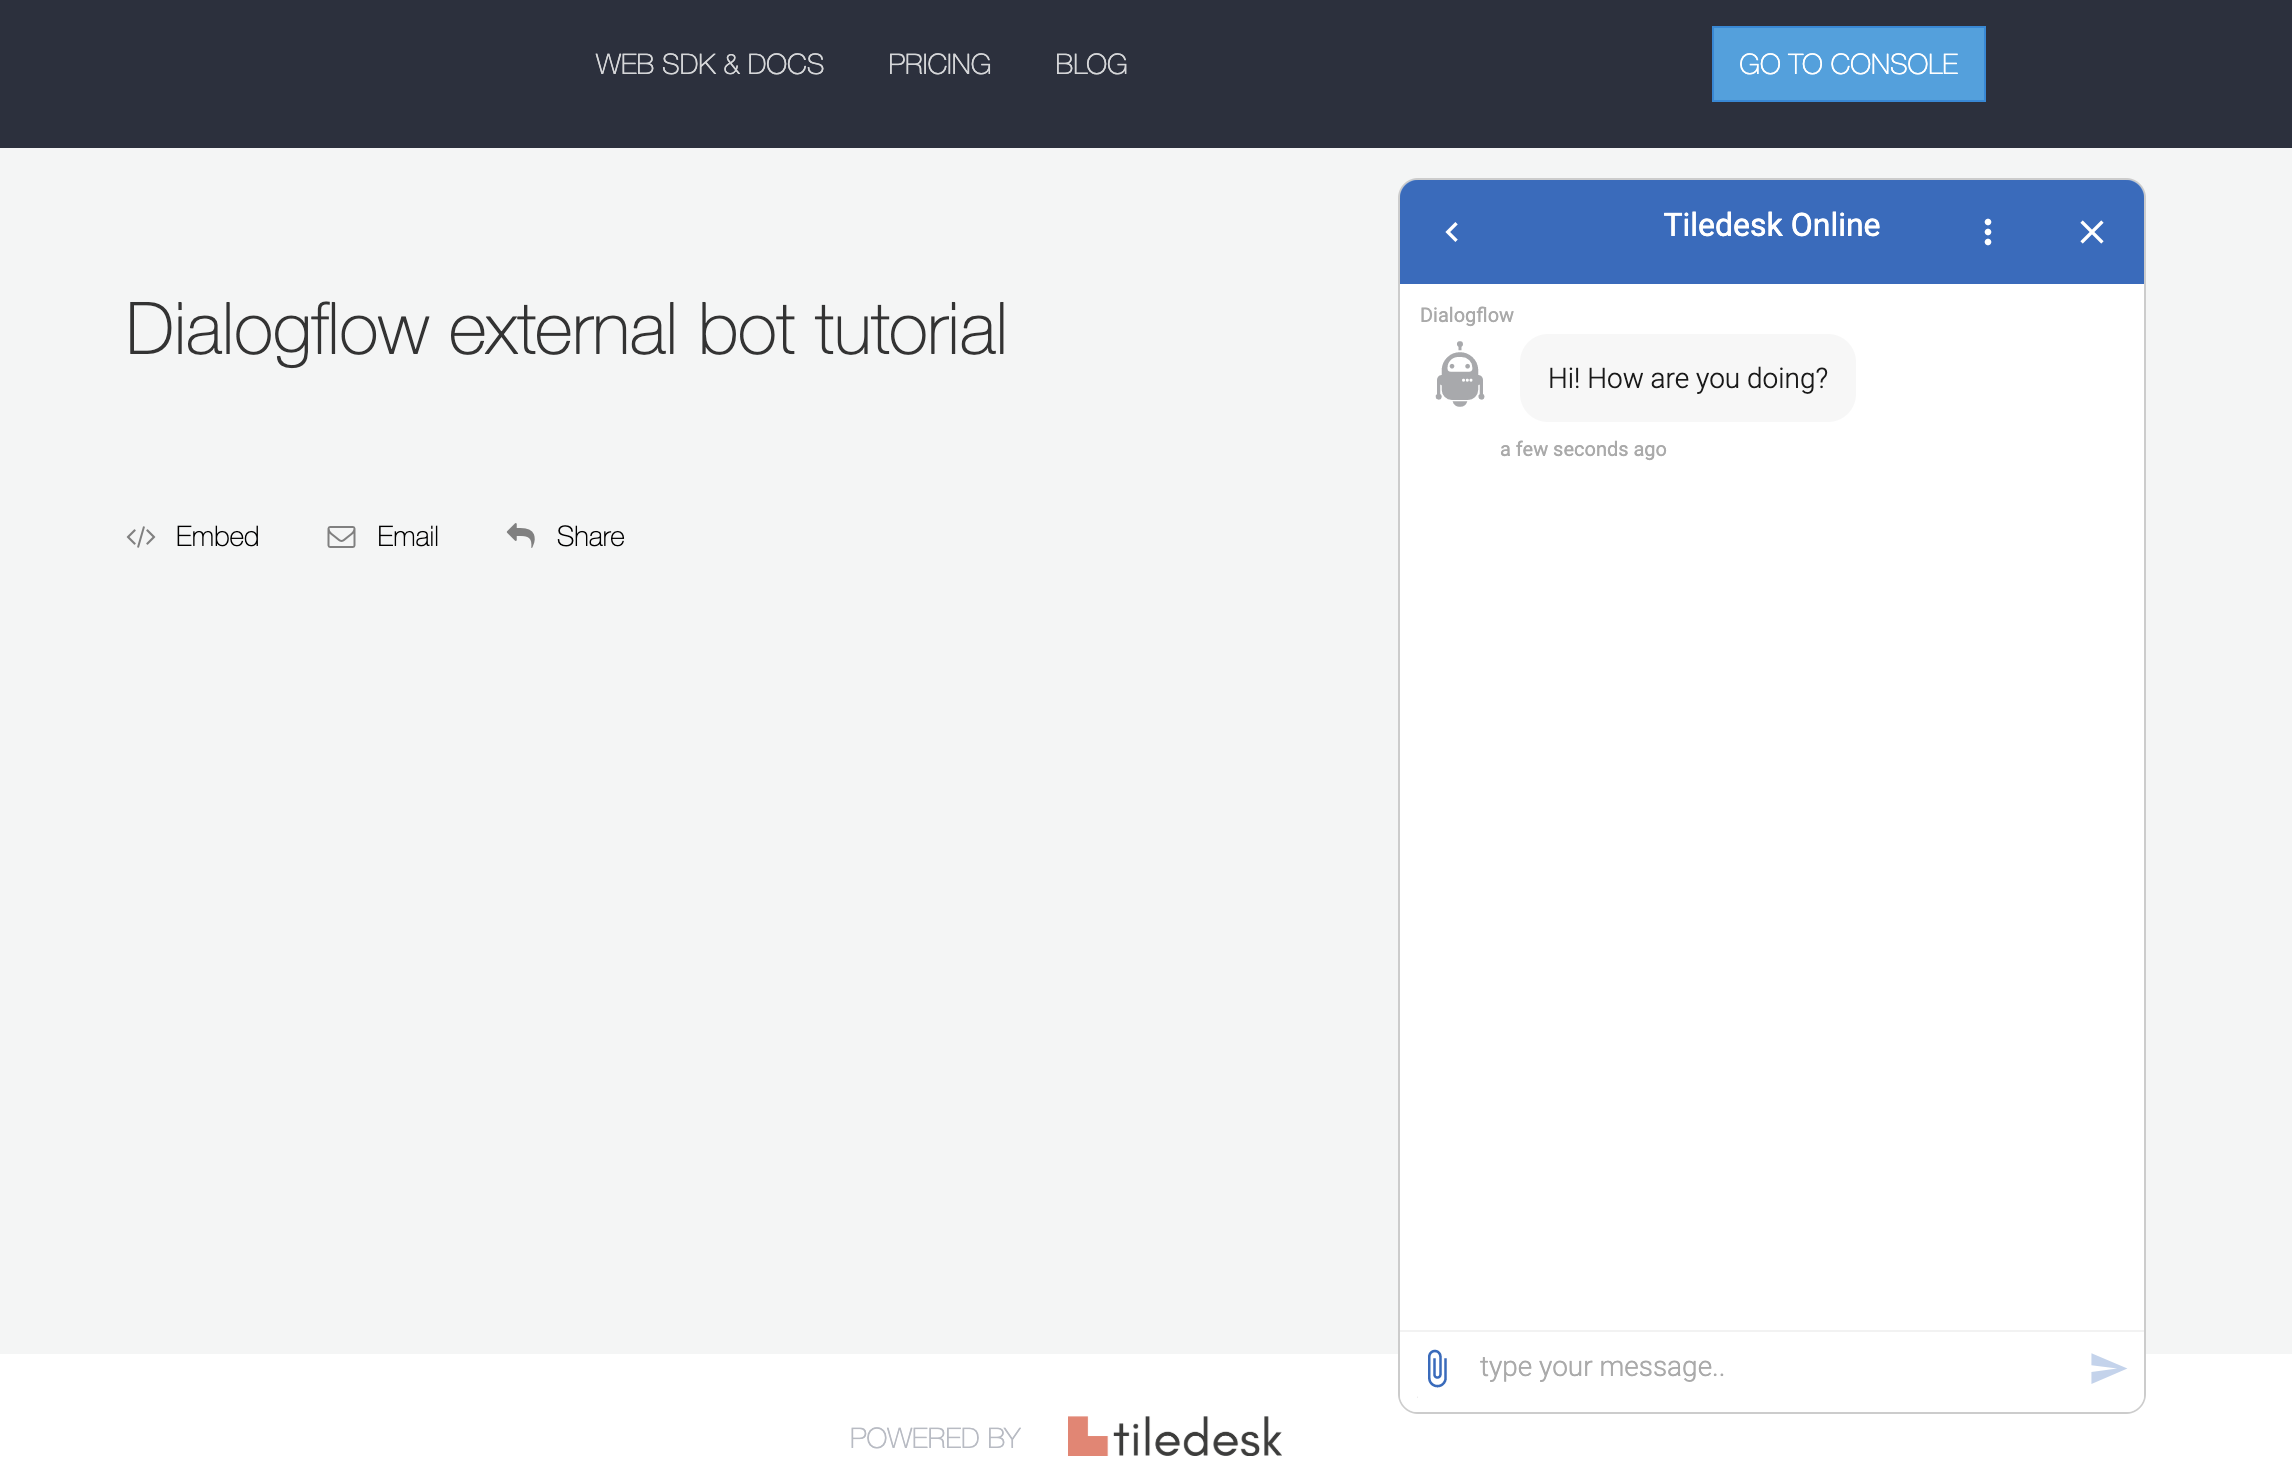 WEB SDK & DOCS PRICING BLOG GO TO CONSOLE
Dialogflow external bot tutorial
Embed Email Share
Tiledesk Online
Dialogflow
Hi! How are you doing?
a few seconds ago
type your message..
POWERED BY tiledesk